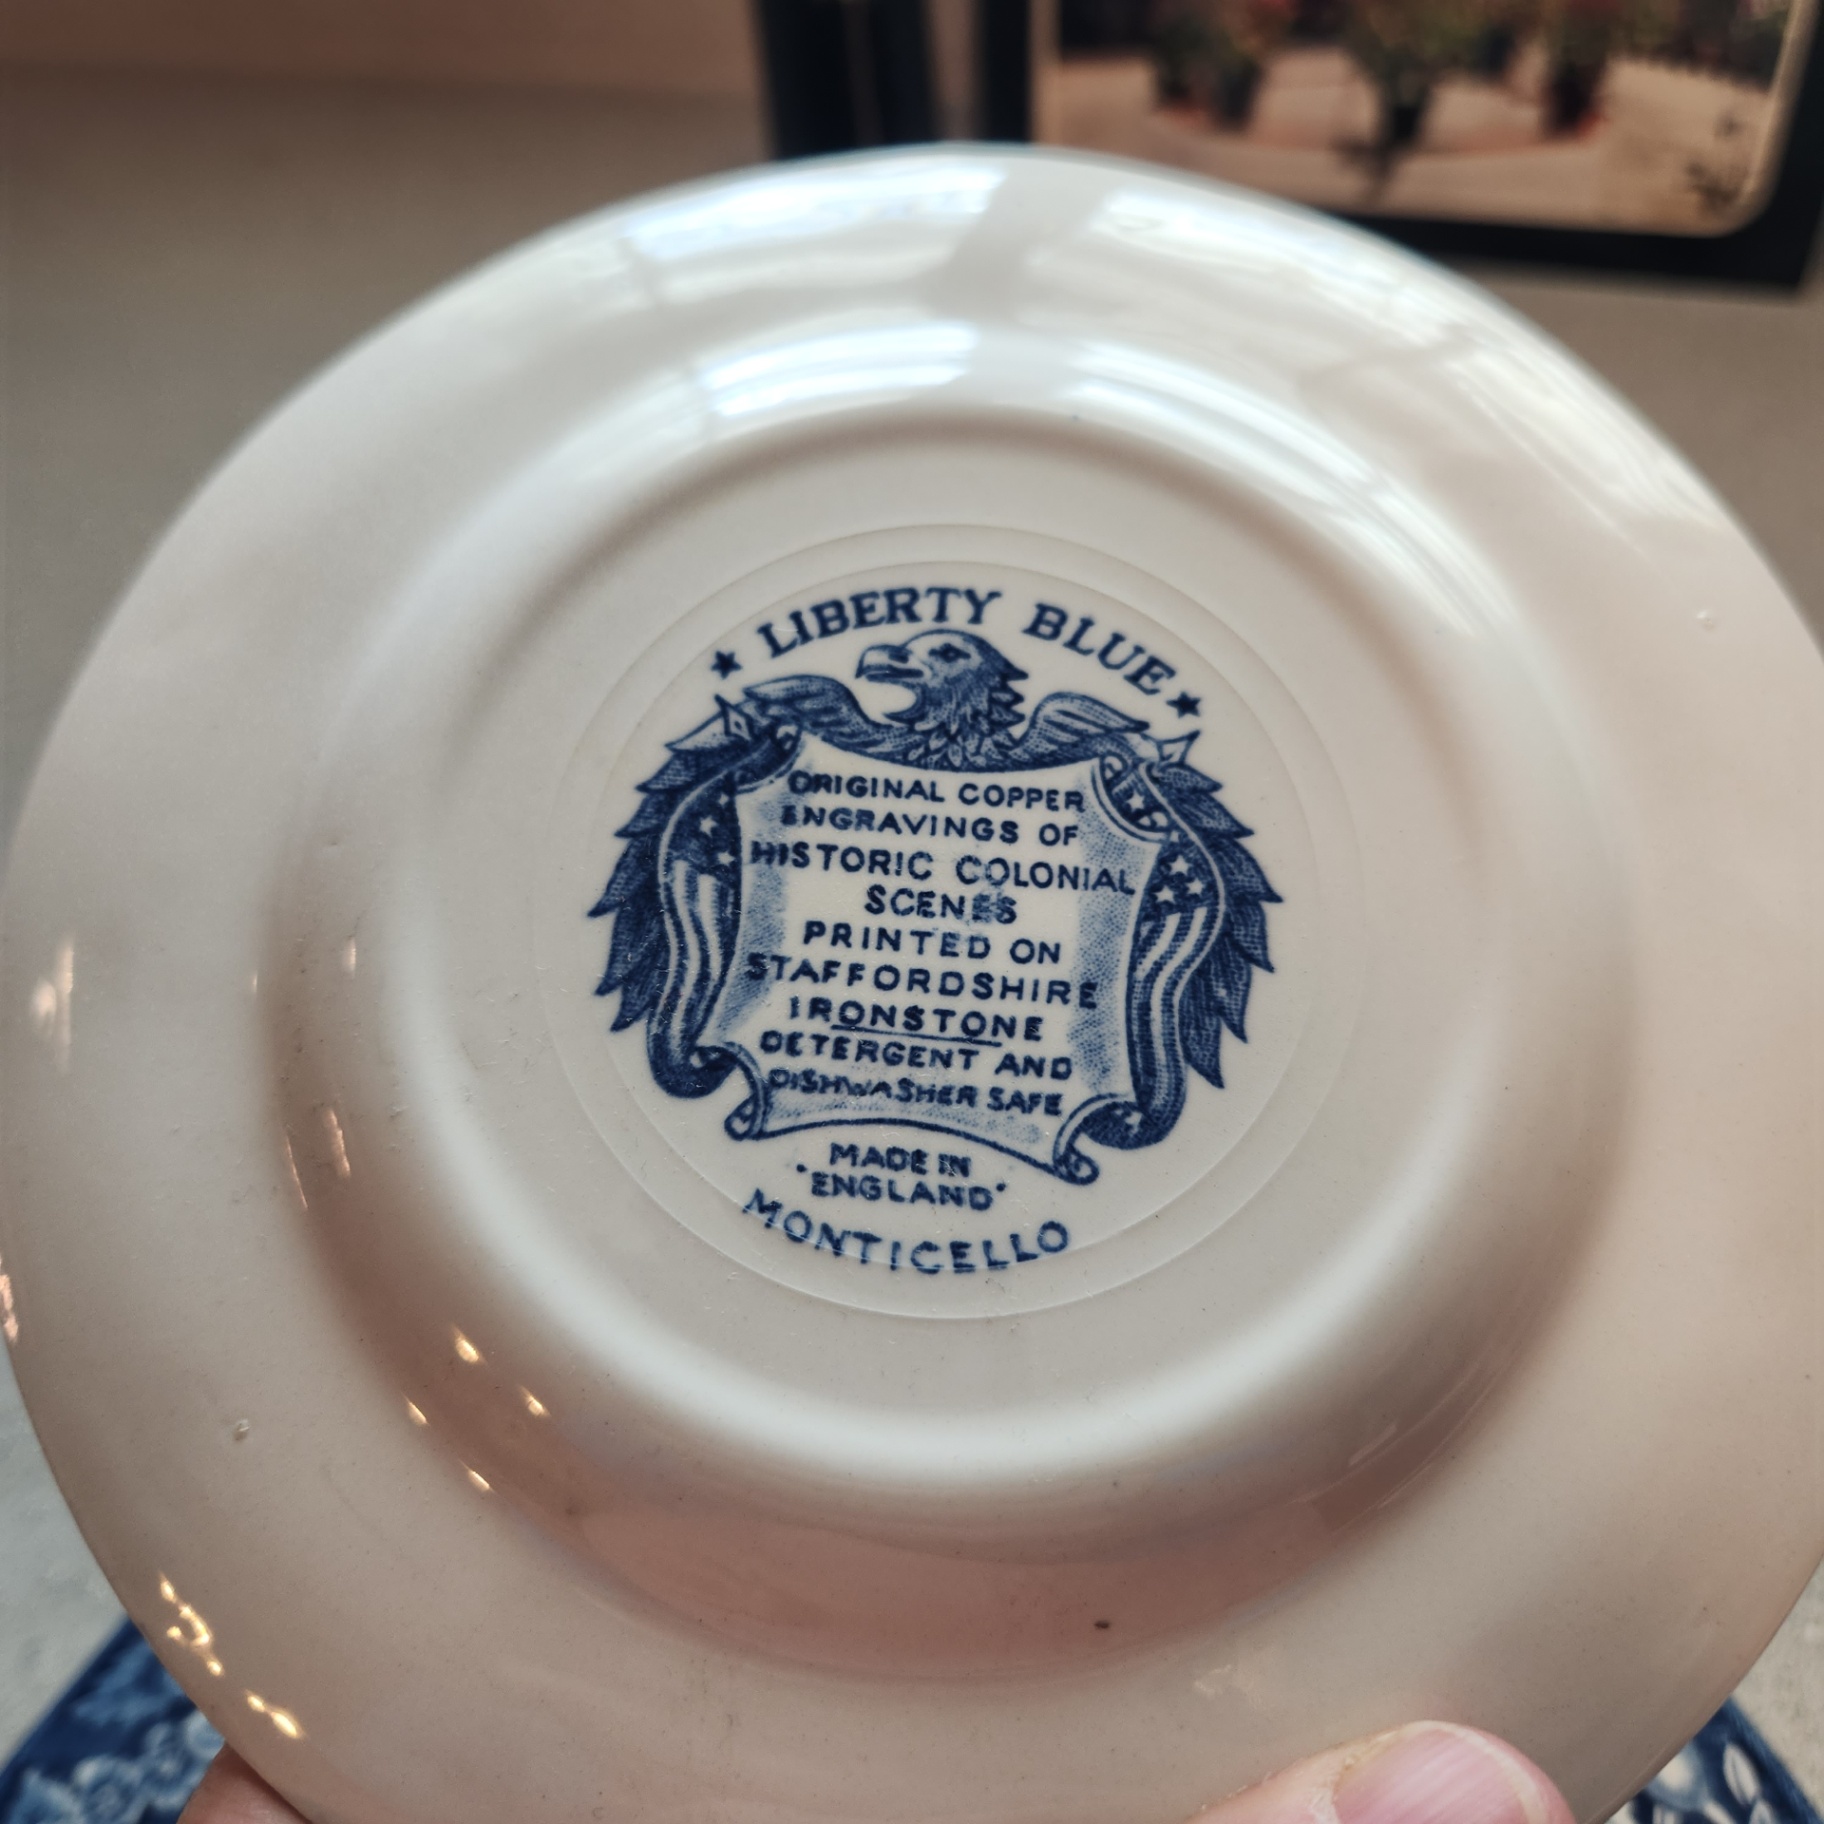 ★ LIBERTY BLUE ★
ORIGINAL COPPER
ENGRAVINGS OF
HISTORIC COLONIAL
SCENES
PRINTED ON
STAFFORDSHIRE
IRONSTONE
DETERGENT AND
DISHWASHER SAFE
MADE IN
"ENGLAND"
MONTICELLO